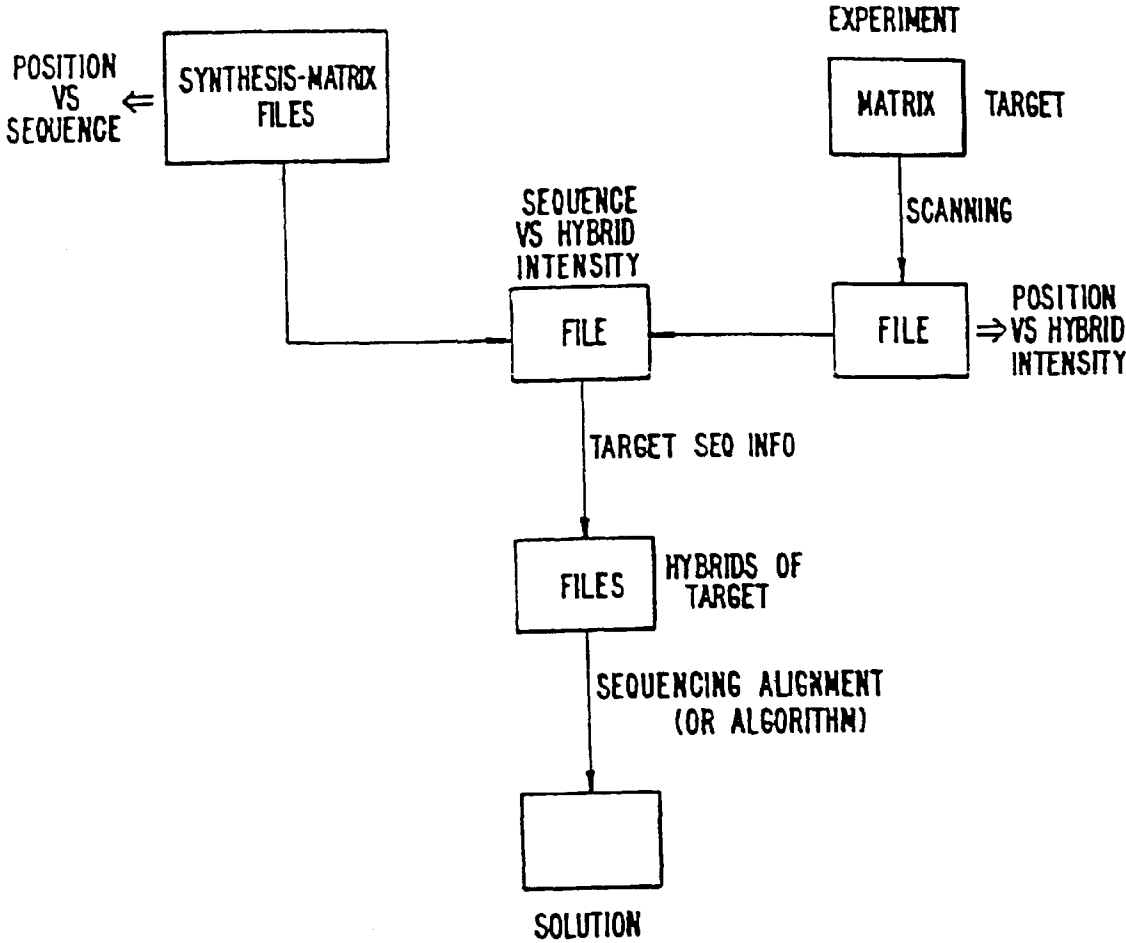 EXPERIMENT
POSITION
VS
SEQUENCE
⇐
SYNTHESIS-MATRIX
FILES
MATRIX
TARGET
SCANNING
SEQUENCE
VS HYBRID
INTENSITY
FILE
FILE
⇒
POSITION
VS HYBRID
INTENSITY
TARGET SEQ INFO
FILES
HYBRIDS OF
TARGET
SEQUENCING ALIGNMENT
(OR ALGORITHM)
SOLUTION